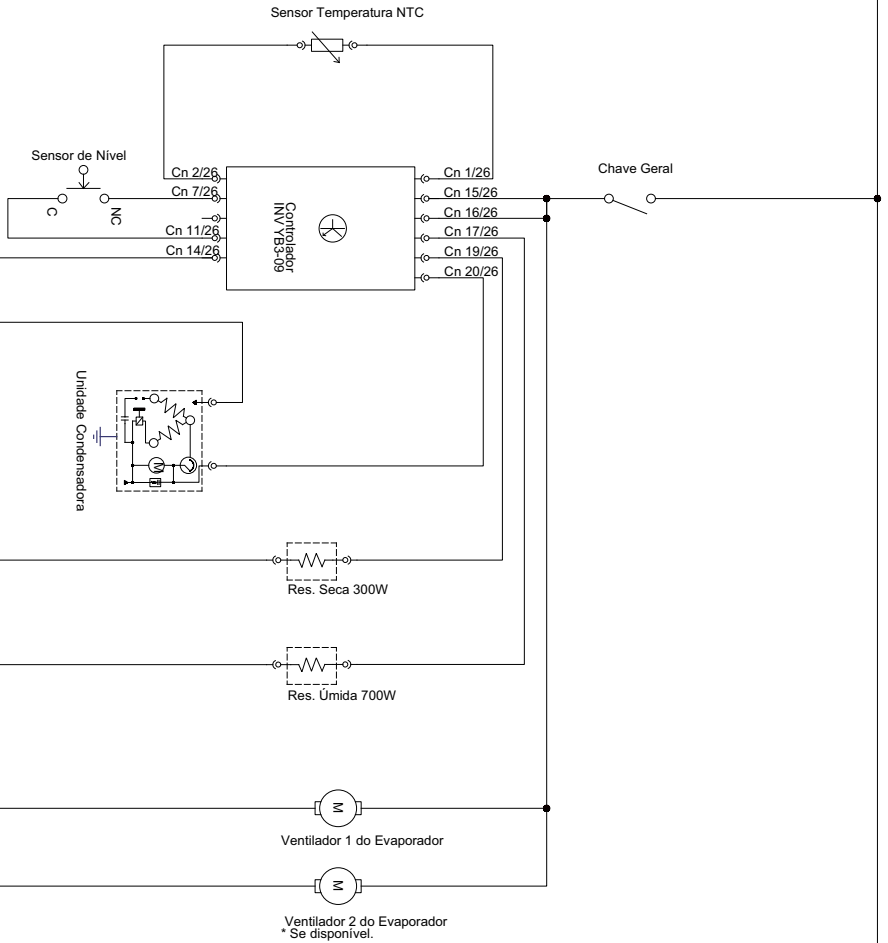 Sensor Temperatura NTC
Sensor de Nível
Chave Geral
C
NC
Cn 2/26
Cn 7/26
Cn 11/26
Cn 14/26
Controlador
INV YB3-09
Cn 1/26
Cn 15/26
Cn 16/26
Cn 17/26
Cn 19/26
Cn 20/26
Unidade Condensadora
M
Res. Seca 300W
Res. Úmida 700W
M
Ventilador 1 do Evaporador
M
Ventilador 2 do Evaporador
* Se disponível.